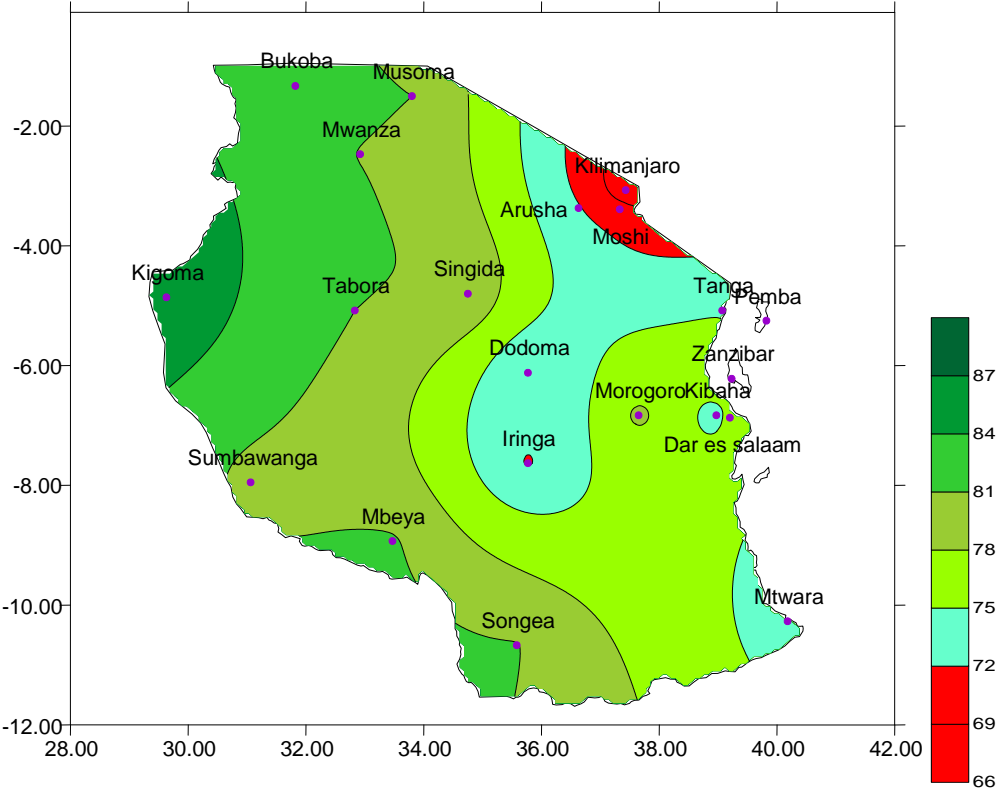 Bukoba
Musoma
-2.00
Mwanza
Kilimanjaro
Arusha
Moshi
-4.00
Kigoma
Singida
Tabora
Tanga
Pemba
Dodoma
Zanzibar
-6.00
87
Morogoro
Kibaha
84
Iringa
Dar es salaam
Sumbawanga
81
-8.00
Mbeya
78
-10.00
Mtwara
75
Songea
72
69
-12.00
28.00 30.00 32.00 34.00 36.00 38.00 40.00 42.00
66